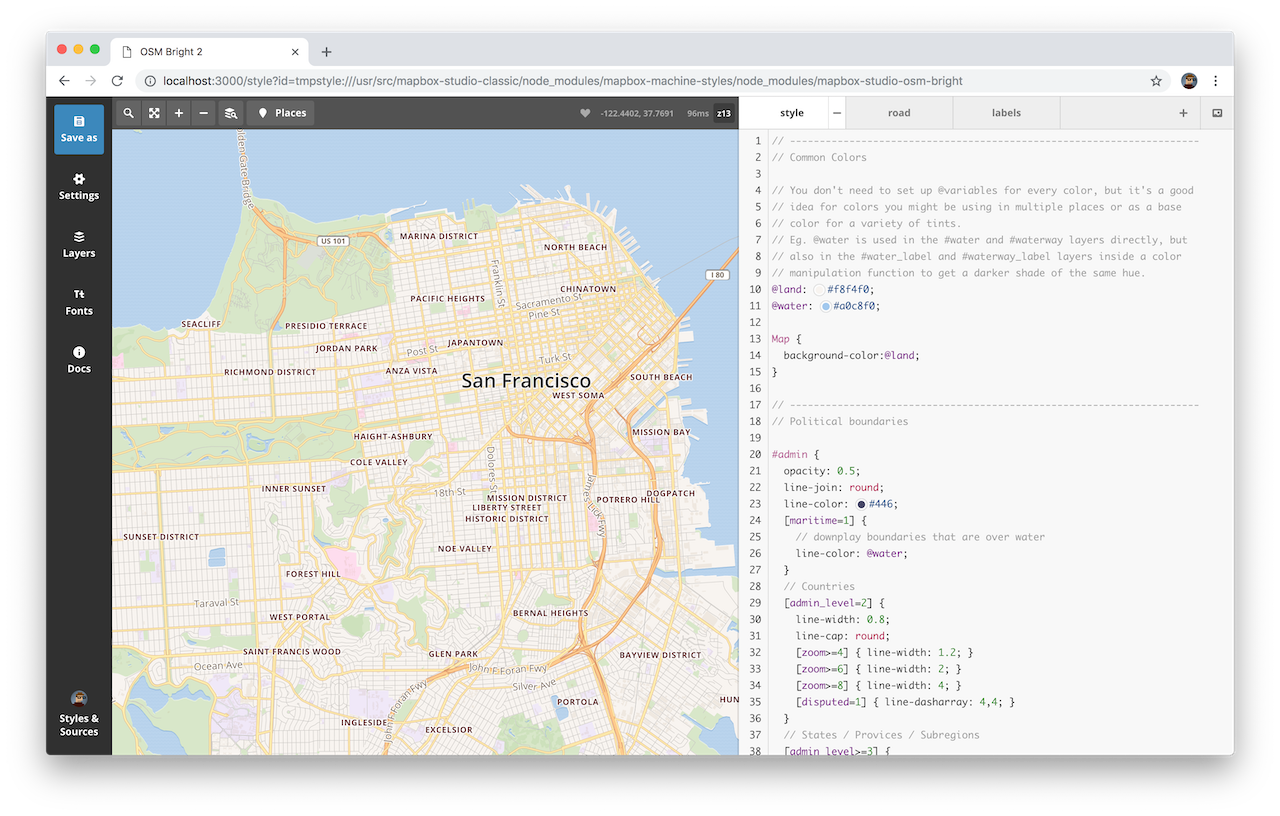 OSM Bright 2
localhost:3000/style?id=tmpstyle:///usr/src/mapbox-studio-classic/node_modules/mapbox-machine-styles/node_modules/mapbox-studio-osm-bright
Save as
Settings
Layers
Fonts
Docs
Styles &
Sources
Places
-122.4402, 37.7691
96ms
z13
US 101
MARINA DISTRICT
NORTH BEACH
I 80
Franklin St
CHINATOWN
PACIFIC HEIGHTS
Sacramento St
Pine St
SEACLIFF
PRESIDIO TERRACE
JORDAN PARK
Post St
JAPANTOWN
Turk St
RICHMOND DISTRICT
ANZA VISTA
San Francisco
SOUTH BEACH
WEST SOMA
HAIGHT-ASHBURY
MISSION BAY
COLE VALLEY
Dolores St
INNER SUNSET
18th St
MISSION DISTRICT
LIBERTY STREET
HISTORIC DISTRICT
POTRERO HILL
DOGPATCH
James Lick Fwy
SUNSET DISTRICT
NOE VALLEY
FOREST HILL
Taraval St
WEST PORTAL
BERNAL HEIGHTS
SAINT FRANCIS WOOD
GLEN PARK
BAYVIEW DISTRICT
Ocean Ave
John F Foran Fwy
Silver Ave
John F Foran Fwy
PORTOLA
HUN
INGLESIDE
EXCELSIOR
style
road
labels
1 // --------------------------------------------------------------------
2 // Common Colors
3
4 // You don't need to set up @variables for every color, but it's a good
5 // idea for colors you might be using in multiple places or as a base
6 // color for a variety of tints.
7 // Eg. @water is used in the #water and #waterway layers directly, but
8 // also in the #water_label and #waterway_label layers inside a color
9 // manipulation function to get a darker shade of the same hue.
10 @land: #f8f4f0;
11 @water: #a0c8f0;
12
13 Map {
14 background-color:@land;
15 }
16
17 // --------------------------------------------------------------------
18 // Political boundaries
19
20 #admin {
21 opacity: 0.5;
22 line-join: round;
23 line-color: #446;
24 [maritime=1] {
25 // downplay boundaries that are over water
26 line-color: @water;
27 }
28 // Countries
29 [admin_level=2] {
30 line-width: 0.8;
31 line-cap: round;
32 [zoom>=4] { line-width: 1.2; }
33 [zoom>=6] { line-width: 2; }
34 [zoom>=8] { line-width: 4; }
35 [disputed=1] { line-dasharray: 4,4; }
36 }
37 // States / Provices / Subregions
38 [admin_level>=3] {